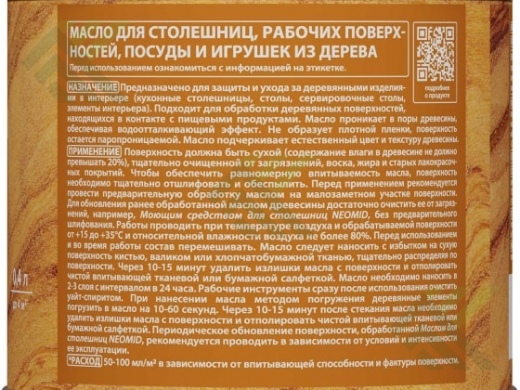 МАСЛО ДЛЯ СТОЛЕШНИЦ, РАБОЧИХ ПОВЕРХ-
НОСТЕЙ, ПОСУДЫ И ИГРУШЕК ИЗ ДЕРЕВА
Перед использованием ознакомиться с информацией на этикетке.
подробнее
о продукте
НАЗНАЧЕНИЕ Предназначено для защиты и ухода за деревянными изделия-
ми в интерьере (кухонные столешницы, столы, сервировочные столы,
элементы интерьера). Подходит для обработки деревянных поверхностей,
находящихся в контакте с пищевыми продуктами. Масло проникает в поры древесины,
обеспечивая водоотталкивающий эффект. Не образует плотной пленки, поверхность
остается паропроницаемой. Масло подчеркивает естественный цвет и текстуру древесины.
ПРИМЕНЕНИЕ Поверхность должна быть сухой (содержание влаги в древесине не должно
превышать 20%), тщательно очищенной от загрязнений, воска, жира и старых лакокрасоч-
ных покрытий. Чтобы обеспечить равномерную впитываемость масла, поверхность
необходимо тщательно отшлифовать и обеспылить. Перед применением рекомендуется
провести предварительную обработку маслом на малозаметном участке поверхности.
Для обновления ранее обработанной маслом древесины достаточно очистить ее от загряз-
нений, например, Моющим средством для столешниц NEOMID, без предварительного
шлифования. Работы проводить при температуре воздуха и обрабатываемой поверхности
от +15 до +35°С и относительной влажности воздуха не более 80%. Перед использованием
и во время работы состав перемешивать. Масло следует наносить с избытком на сухую
поверхность кистью, валиком или хлопчатобумажной тканью, тщательно распределяя по
поверхности. Через 10-15 минут удалить излишки масла с поверхности и отполировать
чистой впитывающей тканевой или бумажной салфеткой. Масло необходимо наносить в
2-3 слоя с интервалом в 24 часа. Рабочие инструменты сразу после использования очистить
уайт-спиритом. При нанесении масла методом погружения деревянные элементы
погрузить в масло на 10-60 секунд. Через 10-15 минут после стекания масла необходимо
удалить излишки масла с поверхности и отполировать чистой впитывающей тканевой или
бумажной салфеткой. Периодическое обновление поверхности, обработанной Маслом для
столешниц NEOMID, рекомендуется проводить в зависимости от условий и интенсивности
ее эксплуатации.
*РАСХОД 50-100 мл/м² в зависимости от впитывающей способности и фактуры поверхности.
0,4 л